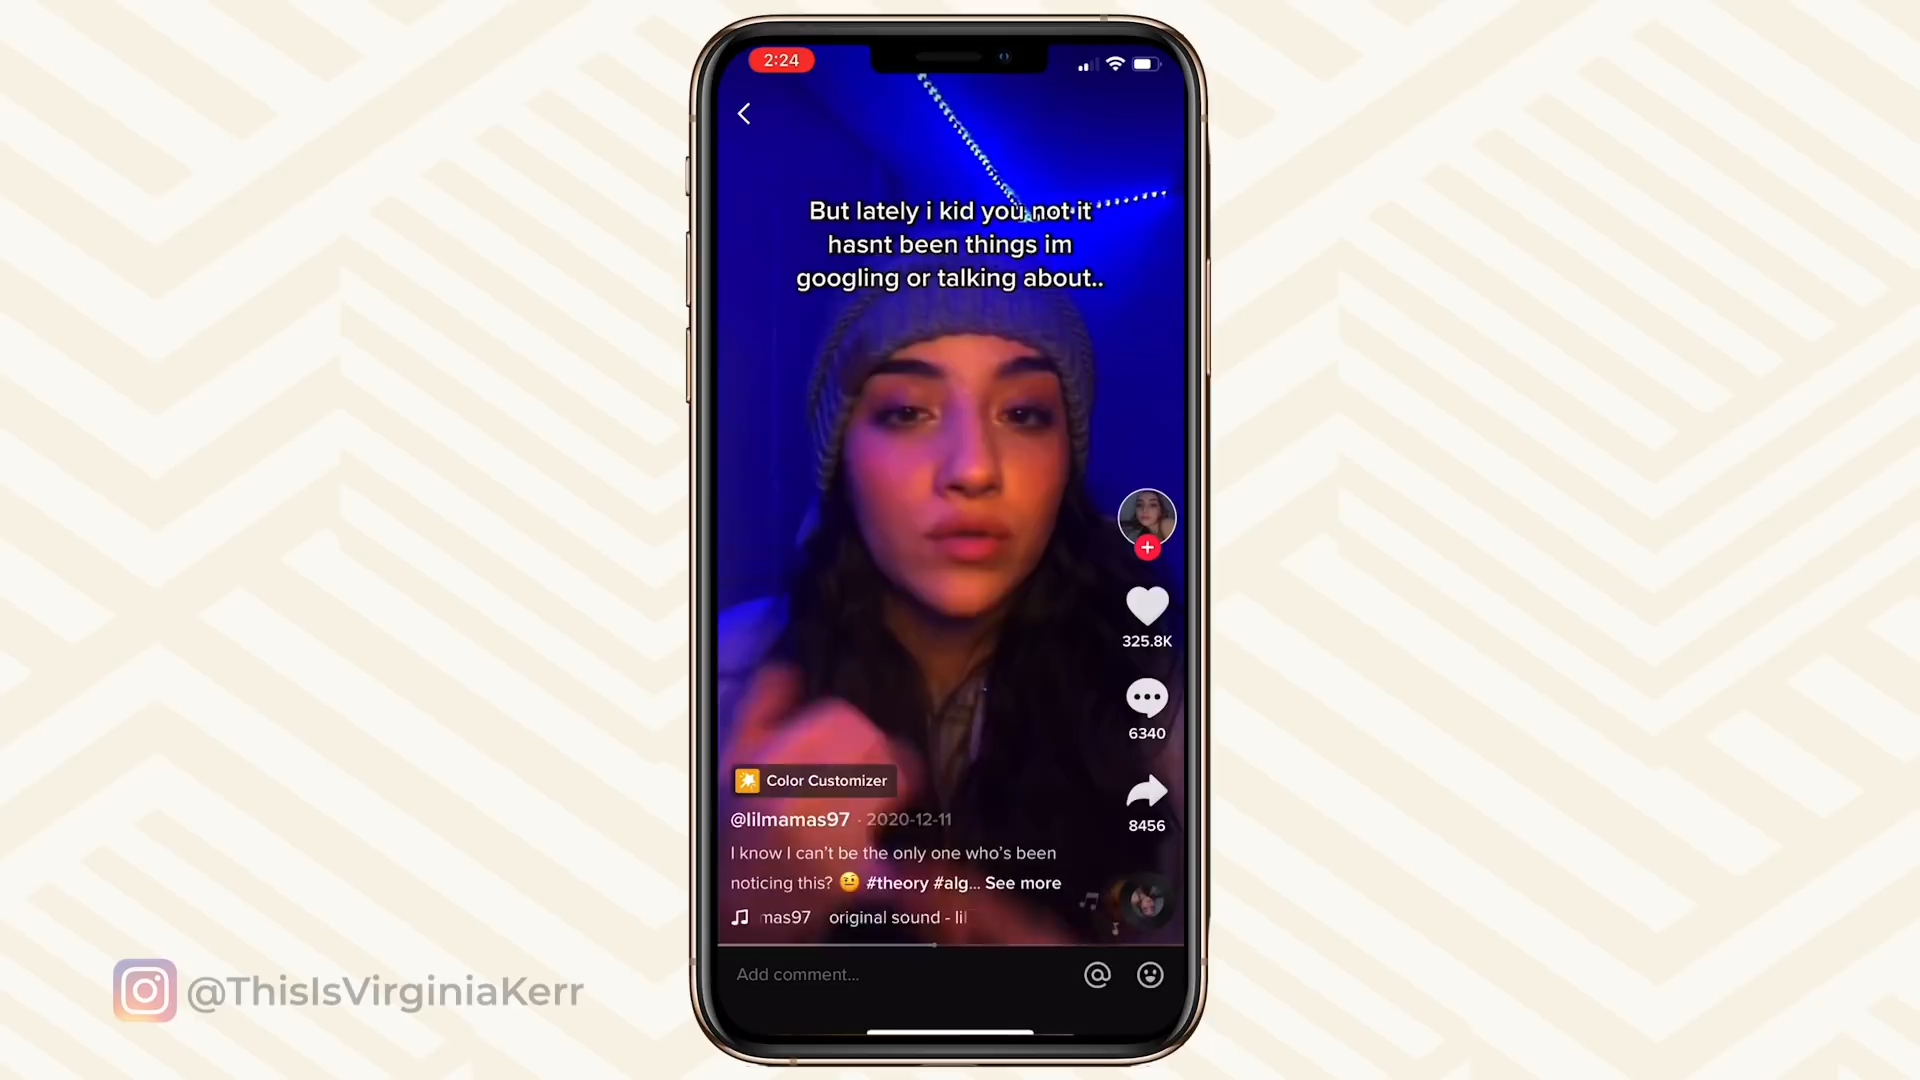 2:24
But lately i kid you not it
hasnt been things im
googling or talking about..
325.8K
6340
8456
Color Customizer
@lilmamas97 · 2020-12-11
I know I can't be the only one who's been
noticing this? 🤨 #theory #alg... See more
mas97 original sound - lil
Add comment...
@ThisIsVirginiaKerr